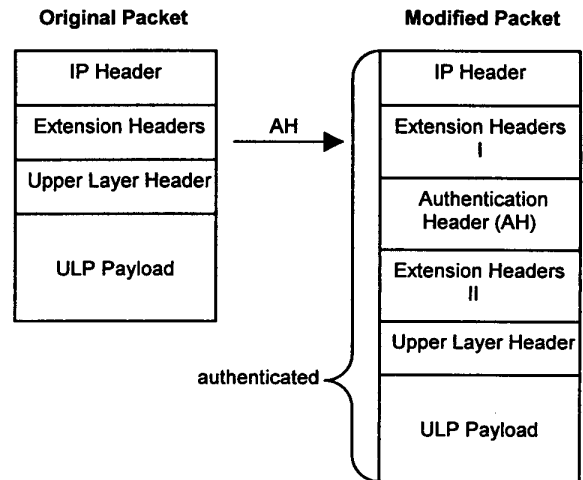 Original Packet
IP Header
Extension Headers
Upper Layer Header
ULP Payload
AH
Modified Packet
IP Header
Extension Headers
I
Authentication
Header (AH)
Extension Headers
II
Upper Layer Header
ULP Payload
authenticated